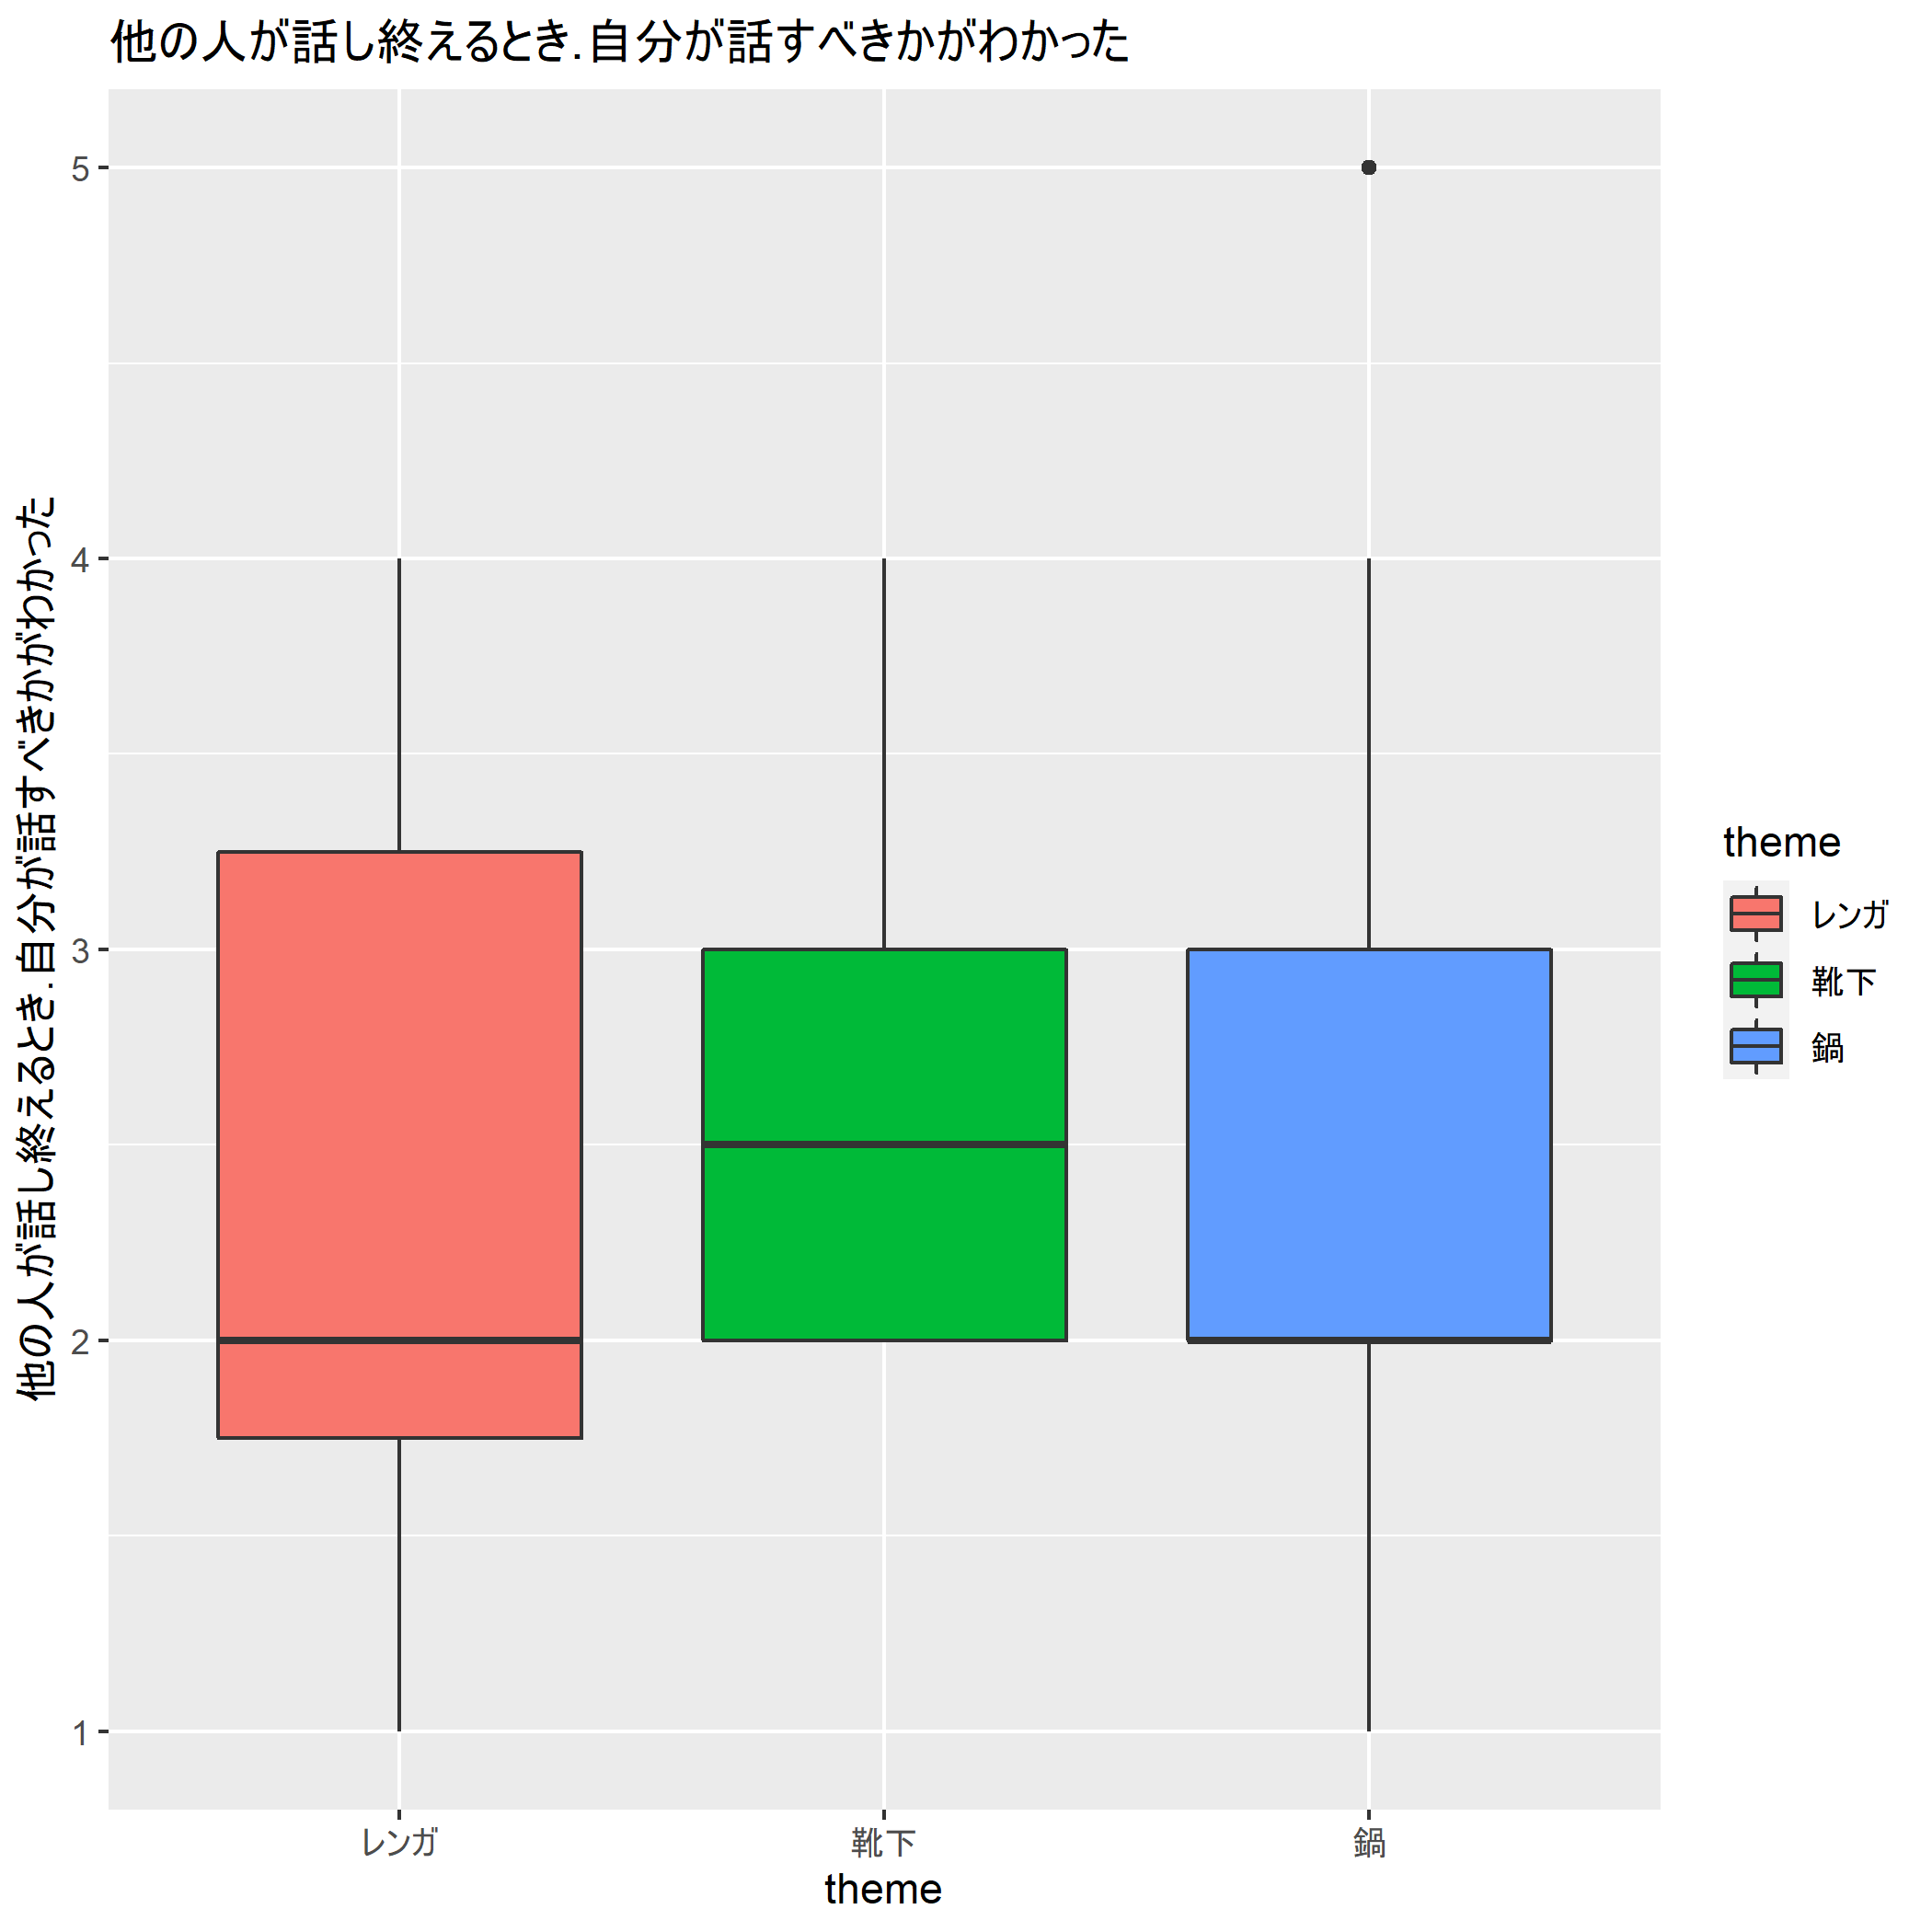 他の人が話し終えるとき.自分が話すべきかがわかった
他の人が話し終えるとき.自分が話すべきかがわかった
5
4
3
2
1
レンガ
靴下
鍋
theme
theme
レンガ
靴下
鍋